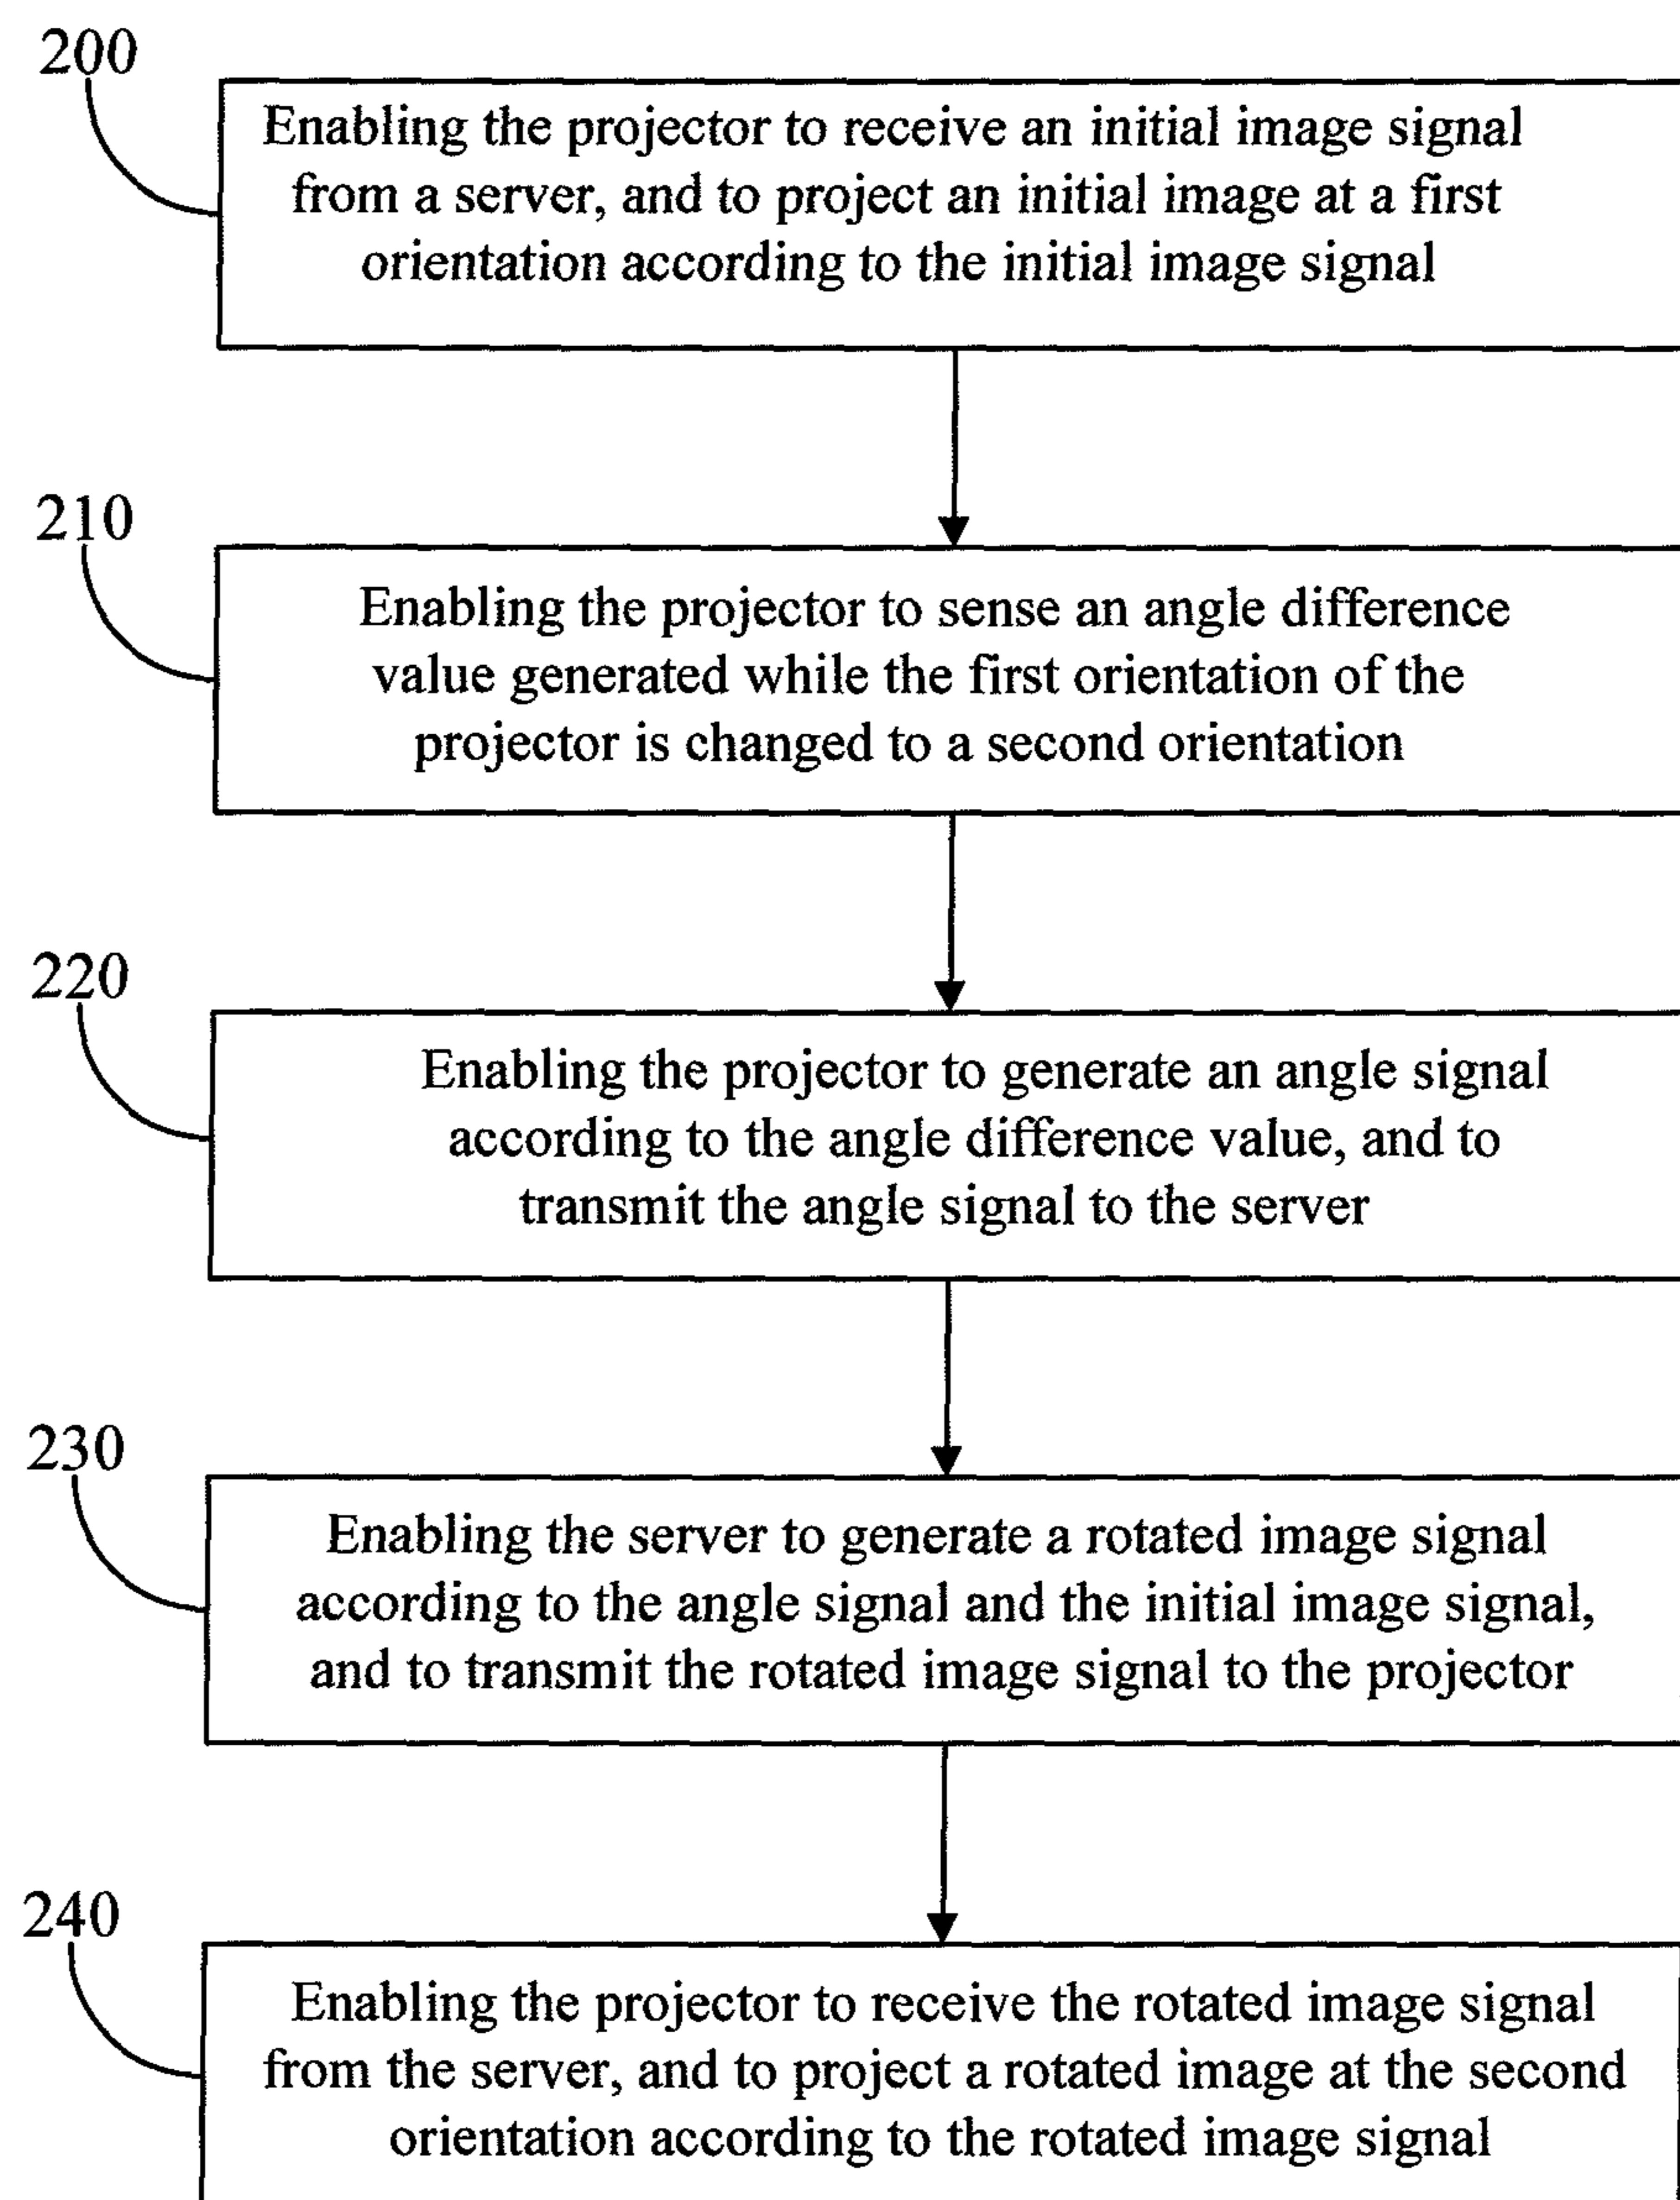 200
Enabling the projector to receive an initial image signal
from a server, and to project an initial image at a first
orientation according to the initial image signal
210
Enabling the projector to sense an angle difference
value generated while the first orientation of the
projector is changed to a second orientation
220
Enabling the projector to generate an angle signal
according to the angle difference value, and to
transmit the angle signal to the server
230
Enabling the server to generate a rotated image signal
according to the angle signal and the initial image signal,
and to transmit the rotated image signal to the projector
240
Enabling the projector to receive the rotated image signal
from the server, and to project a rotated image at the second
orientation according to the rotated image signal